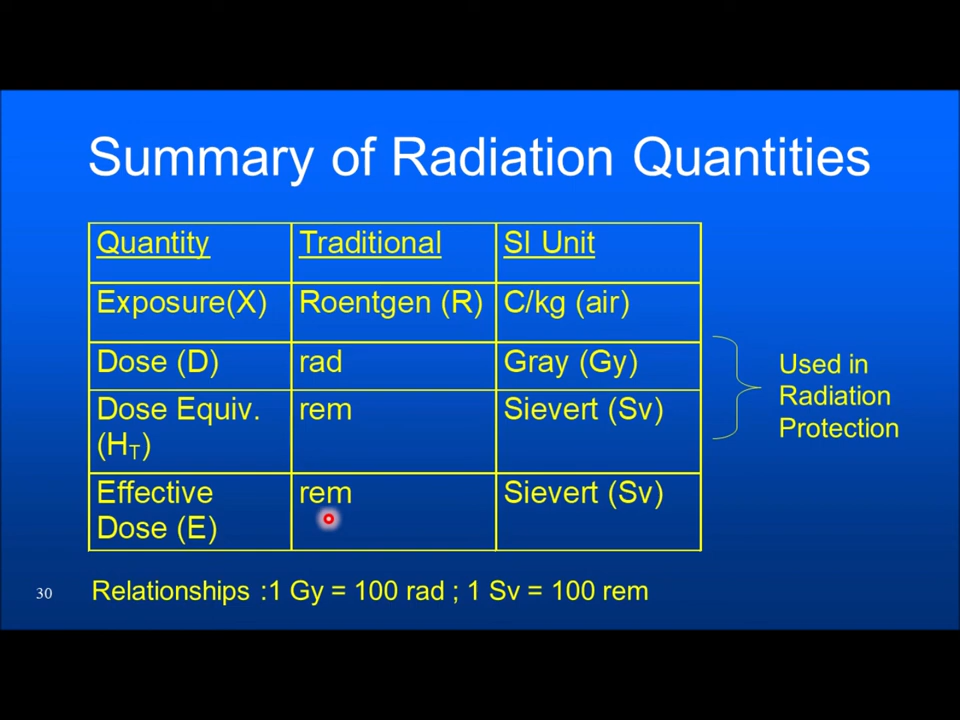 Summary of Radiation Quantities
Quantity Traditional SI Unit
Exposure(X) Roentgen (R) C/kg (air)
Dose (D) rad Gray (Gy)
Dose Equiv. rem Sievert (Sv)
(HT)
Effective rem Sievert (Sv)
Dose (E)
Used in
Radiation
Protection
30 Relationships :1 Gy = 100 rad ; 1 Sv = 100 rem